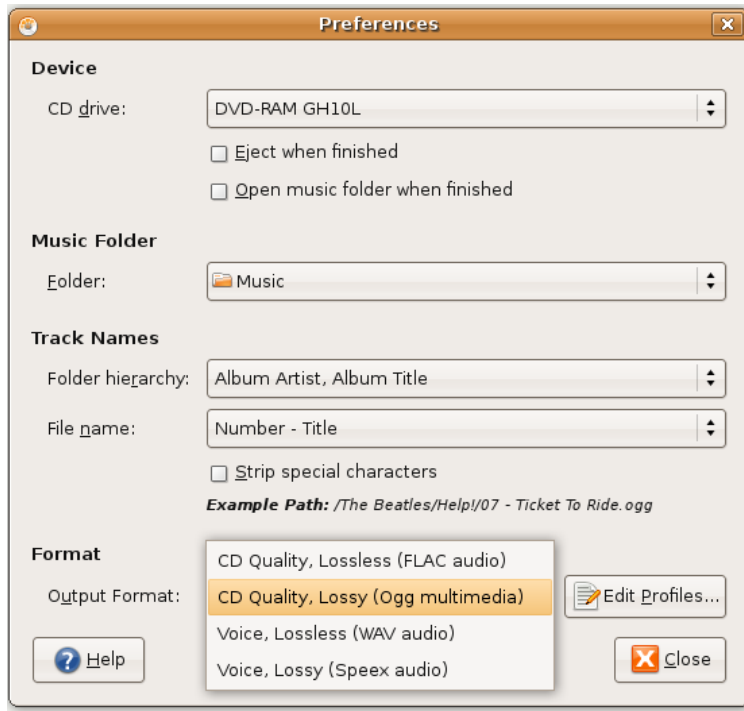 Preferences
Device
CD drive: DVD-RAM GH10L
Eject when finished
Open music folder when finished
Music Folder
Folder: Music
Track Names
Folder hierarchy: Album Artist, Album Title
File name: Number - Title
Strip special characters
Example Path: /The Beatles/Help!/07 - Ticket To Ride.ogg
Format
CD Quality, Lossless (FLAC audio)
Output Format: CD Quality, Lossy (Ogg multimedia) Edit Profiles...
Voice, Lossless (WAV audio)
Help Close
Voice, Lossy (Speex audio)